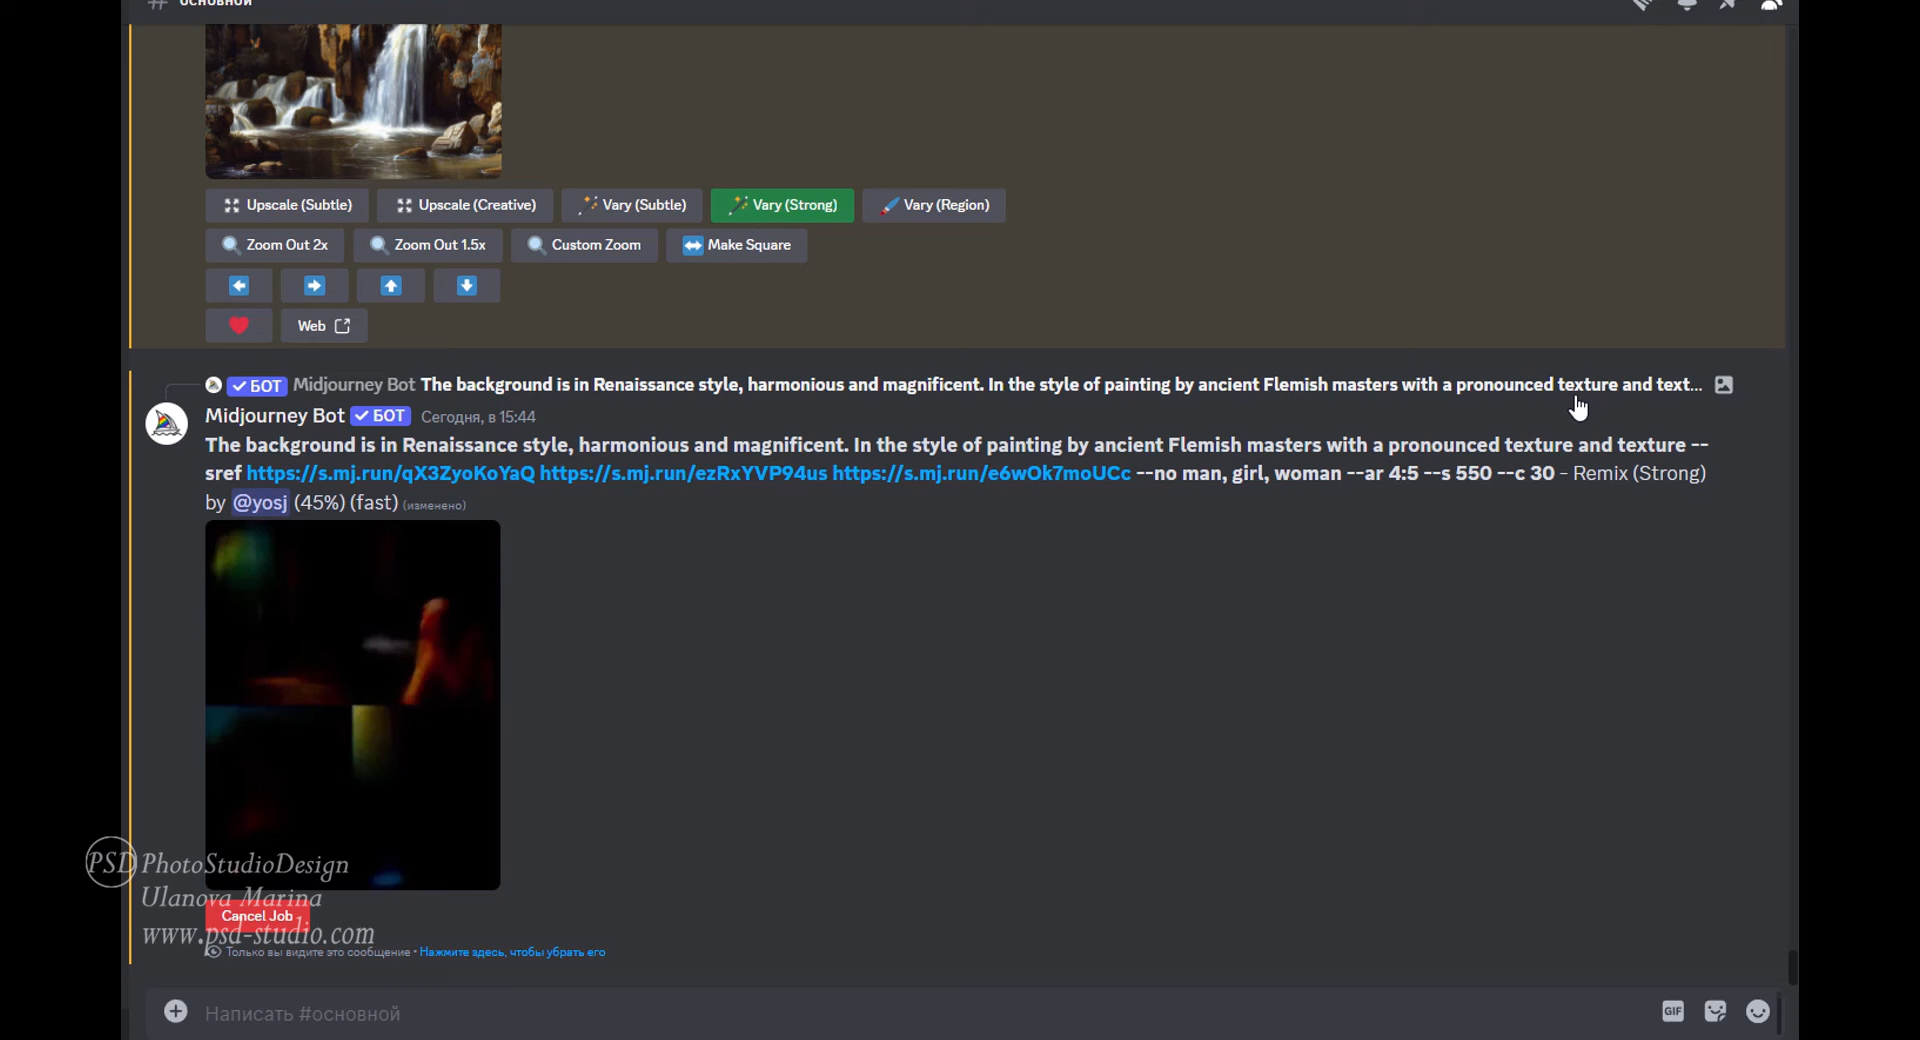 # основной
Upscale (Subtle) Upscale (Creative) Vary (Subtle) Vary (Strong) Vary (Region)
Zoom Out 2x Zoom Out 1.5x Custom Zoom Make Square
Web
БОТ Midjourney Bot The background is in Renaissance style, harmonious and magnificent. In the style of painting by ancient Flemish masters with a pronounced texture and text...
Midjourney Bot БОТ Сегодня, в 15:44
The background is in Renaissance style, harmonious and magnificent. In the style of painting by ancient Flemish masters with a pronounced texture and texture --
sref https://s.mj.run/qX3ZyoKoYaQ https://s.mj.run/ezRxYVP94us https://s.mj.run/e6wOk7moUCc --no man, girl, woman --ar 4:5 --s 550 --c 30 - Remix (Strong)
by @yosj (45%) (fast) (изменено)
PSD PhotoStudioDesign
Ulanova Marina
Cancel Job
www.psd-studio.com
Только вы видите это сообщение • Нажмите здесь, чтобы убрать его
Написать #основной
GIF